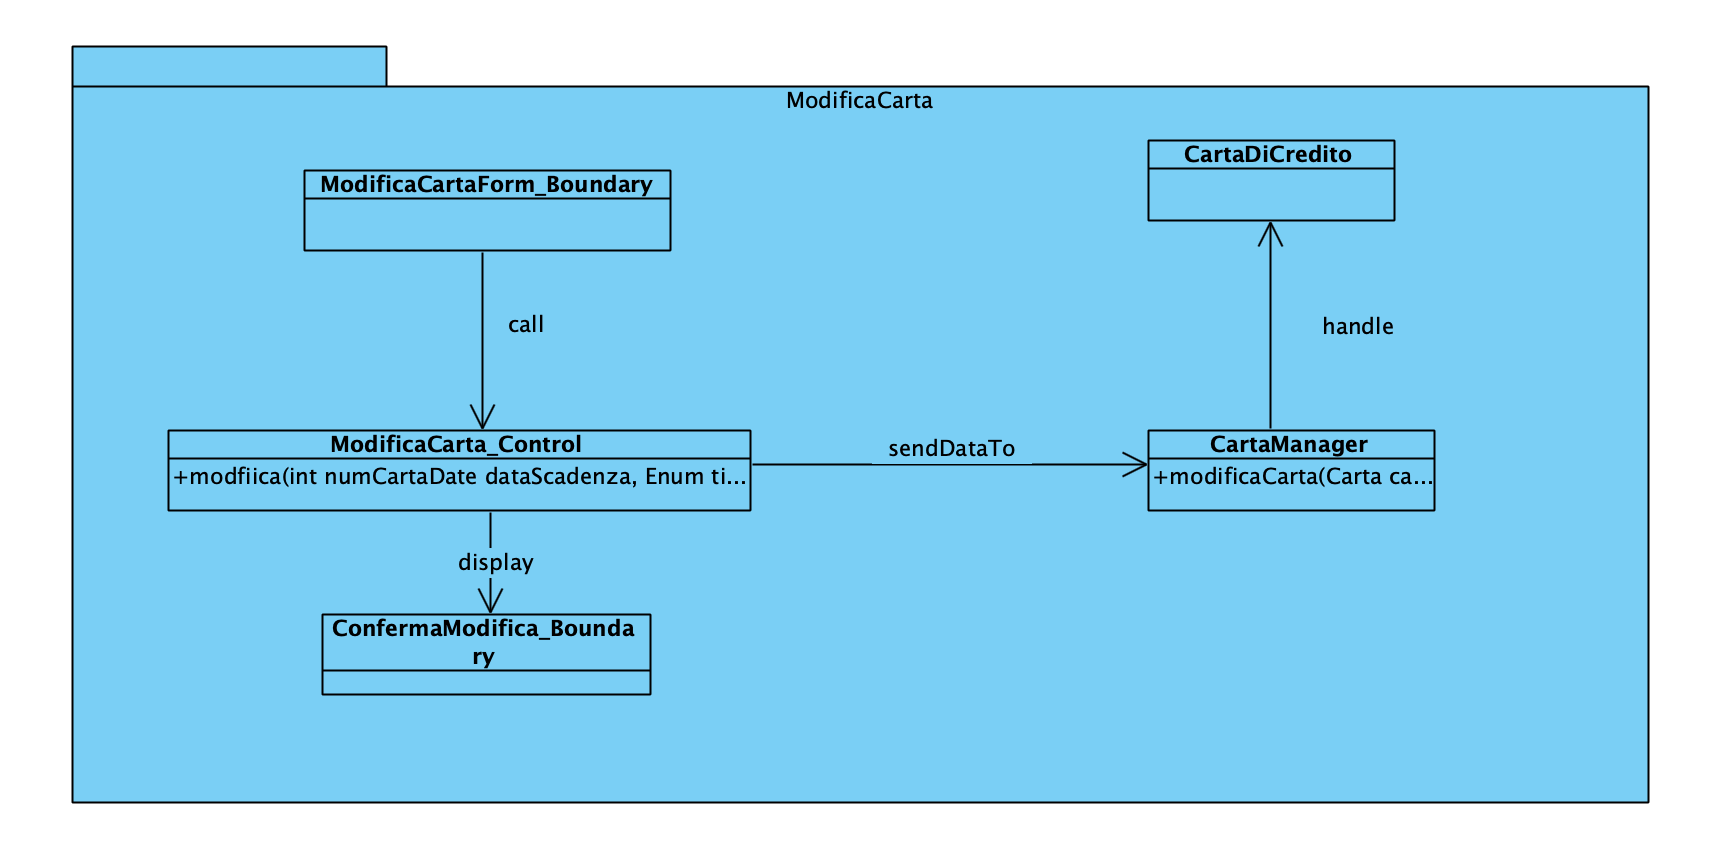 ModificaCarta
CartaDiCredito
ModificaCartaForm_Boundary
call
handle
ModificaCarta_Control
+modfiica(int numCartaDate dataScadenza, Enum ti...
sendDataTo
CartaManager
+modificaCarta(Carta ca...
display
ConfermaModifica_Bounda
ry